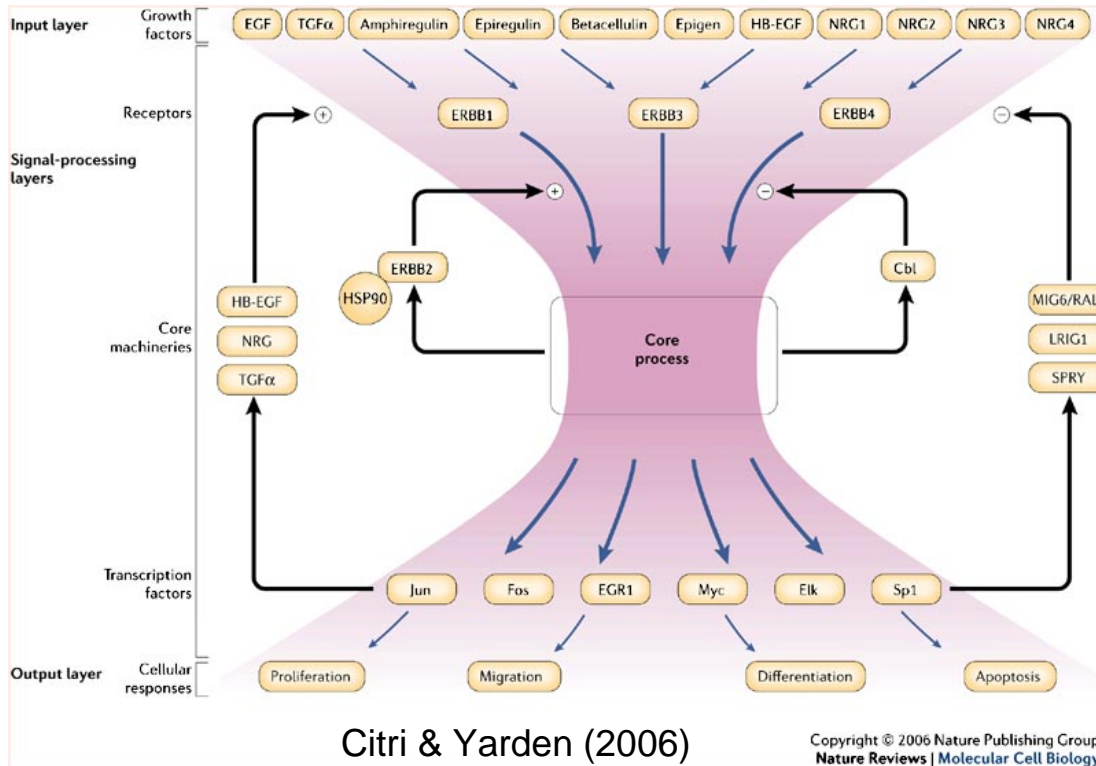 Input layer
Growth
factors
EGF TGFα Amphiregulin Epiregulin Betacellulin Epigen HB-EGF NRG1 NRG2 NRG3 NRG4
Receptors
ERBB1 ERBB3 ERBB4
+
−
Signal-processing
layers
+
−
ERBB2
HSP90
Cbl
HB-EGF
NRG
TGFα
MIG6/RAL
LRIG1
SPRY
Core
machineries
Core
process
Transcription
factors
Jun Fos EGR1 Myc Elk Sp1
Output layer
Cellular
responses
Proliferation Migration Differentiation Apoptosis
Citri & Yarden (2006)
Copyright © 2006 Nature Publishing Group
Nature Reviews | Molecular Cell Biology